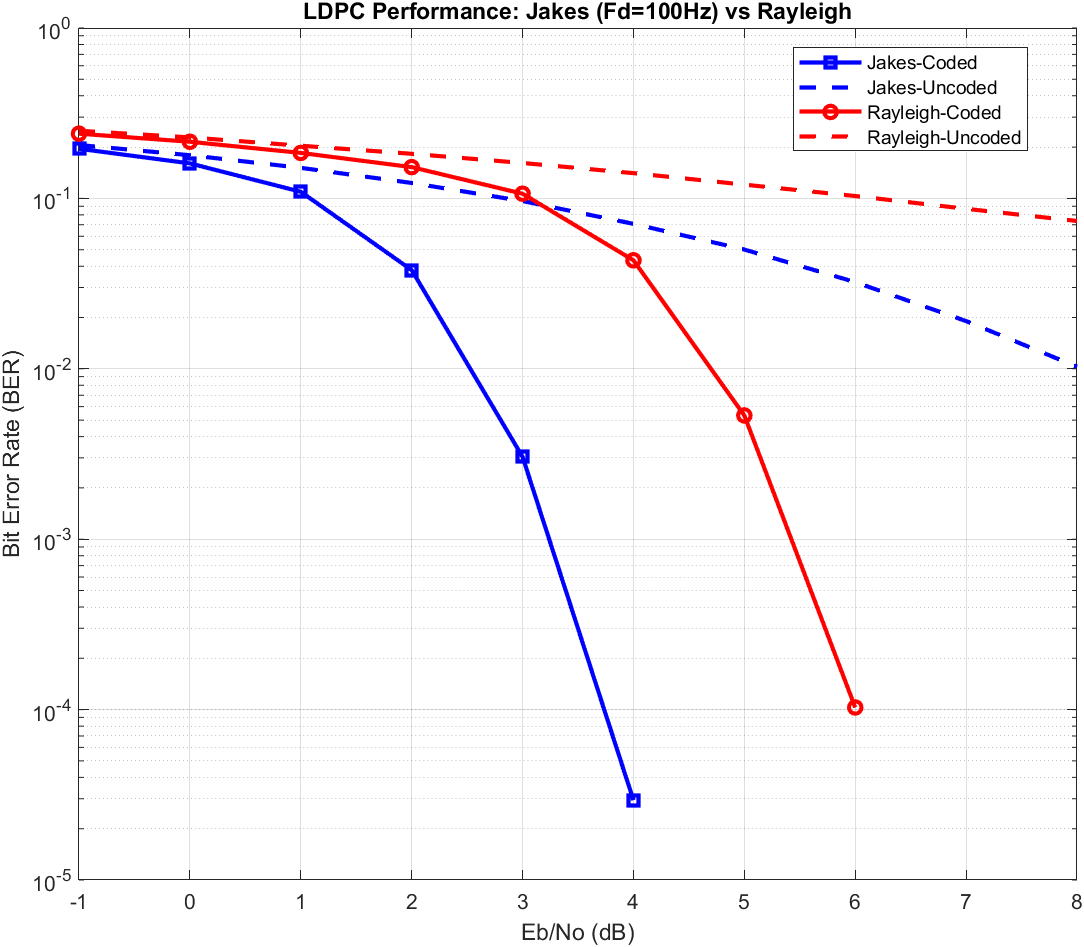 LDPC Performance: Jakes (Fd=100Hz) vs Rayleigh
Jakes-Coded
Jakes-Uncoded
Rayleigh-Coded
Rayleigh-Uncoded
Bit Error Rate (BER)
10^0
10^-1
10^-2
10^-3
10^-4
10^-5
-1 0 1 2 3 4 5 6 7 8
Eb/No (dB)